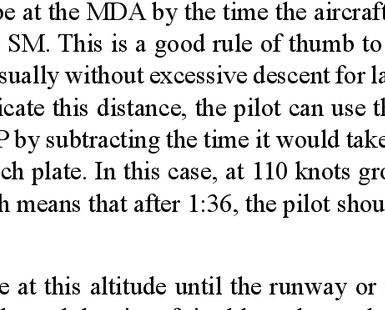 be at the MDA by the time the aircraft
SM. This is a good rule of thumb to
sually without excessive descent for la
icate this distance, the pilot can use th
P by subtracting the time it would take
ch plate. In this case, at 110 knots gro
h means that after 1:36, the pilot shou
e at this altitude until the runway or